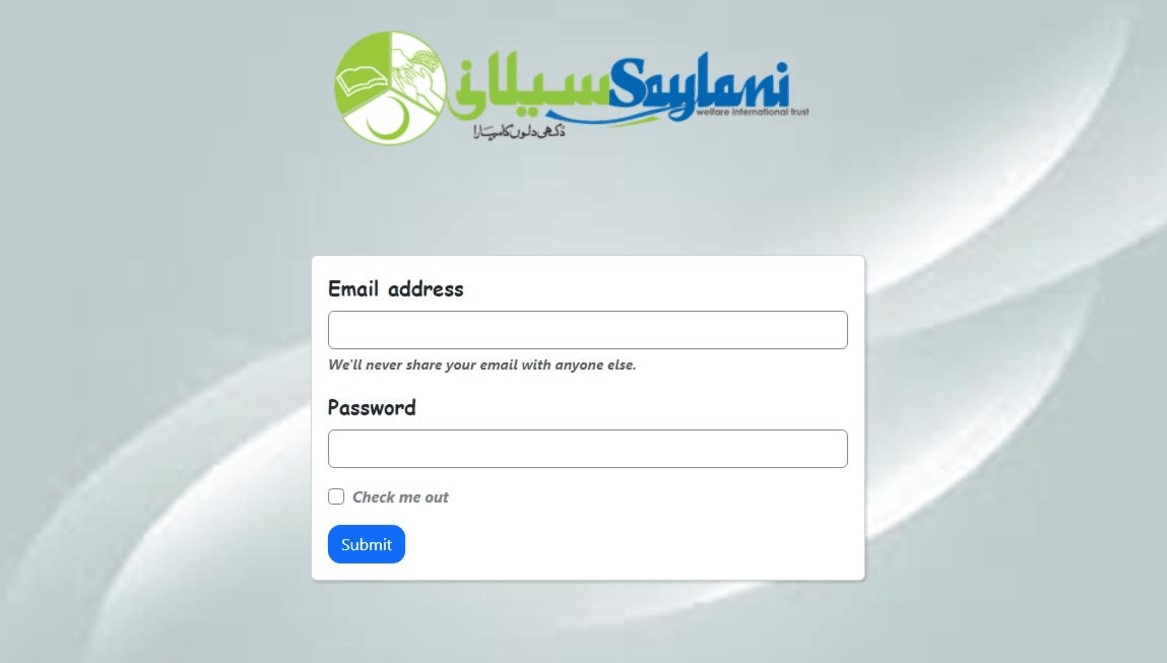 سیلانی Saylani
welfare international trust
دُکھی دلوں کا سہارا
Email address
We'll never share your email with anyone else.
Password
Check me out
Submit